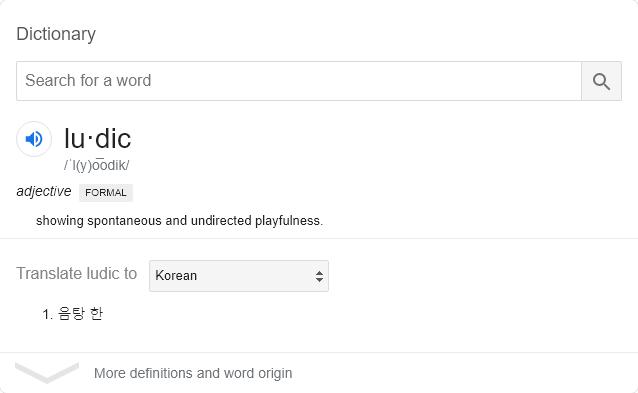 Dictionary
Search for a word
lu·dic
/ˈl(y)o͞odik/
adjective FORMAL
showing spontaneous and undirected playfulness.
Translate ludic to Korean
1. 음탕 한
More definitions and word origin